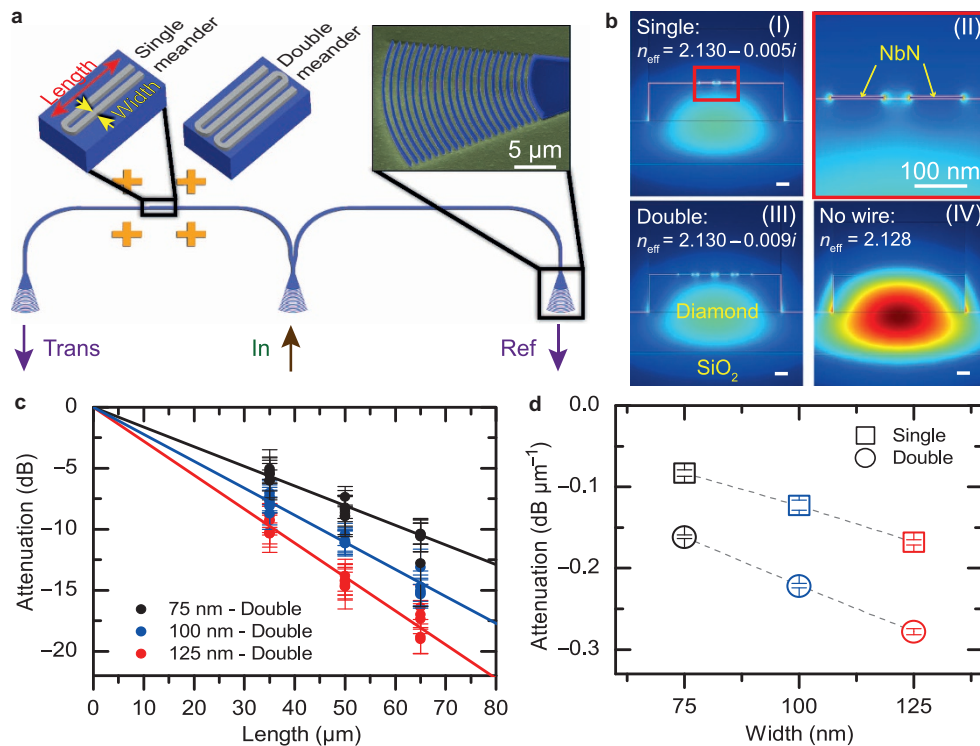 a
Single
meander
Length
Width
Double
meander
5 µm
Trans
In
Ref
b
Single:
(I)
n_eff = 2.130 – 0.005i
(II)
NbN
100 nm
Double:
(III)
n_eff = 2.130 – 0.009i
Diamond
SiO₂
No wire:
(IV)
n_eff = 2.128
c
Attenuation (dB)
0
–5
–10
–15
–20
75 nm - Double
100 nm - Double
125 nm - Double
0 10 20 30 40 50 60 70 80
Length (µm)
d
Attenuation (dB µm⁻¹)
0.0
–0.1
–0.2
–0.3
Single
Double
75 100 125
Width (nm)